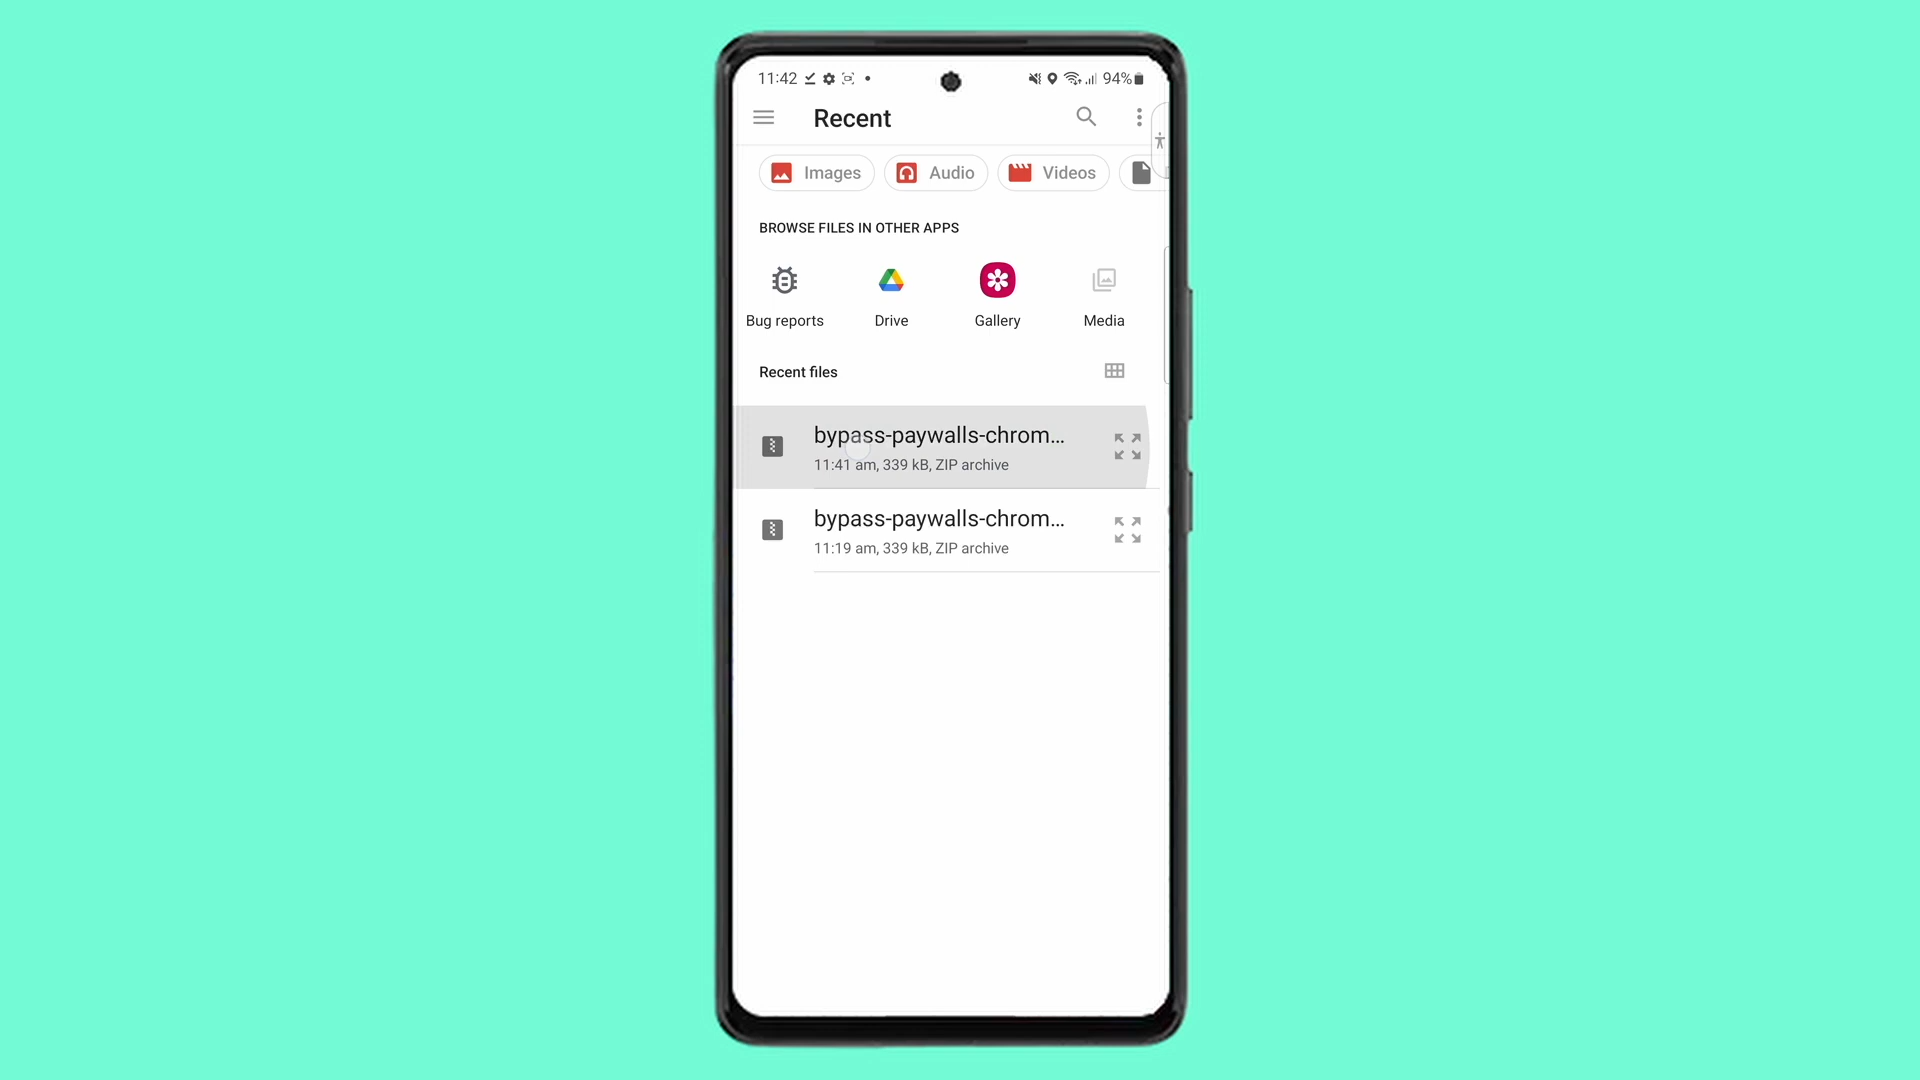 11:42 94%
Recent
Images Audio Videos
BROWSE FILES IN OTHER APPS
Bug reports Drive Gallery Media
Recent files
bypass-paywalls-chrom...
11:41 am, 339 kB, ZIP archive
bypass-paywalls-chrom...
11:19 am, 339 kB, ZIP archive